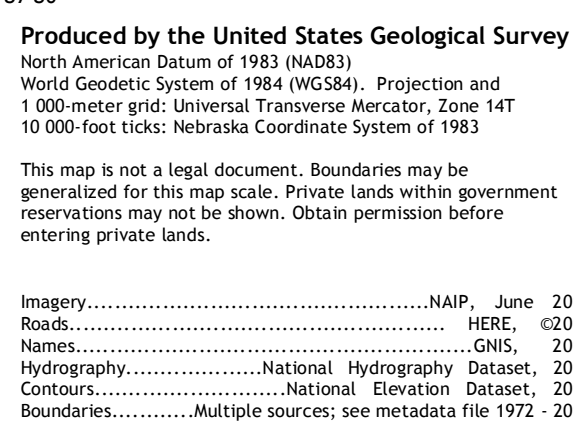 Produced by the United States Geological Survey
North American Datum of 1983 (NAD83)
World Geodetic System of 1984 (WGS84). Projection and
1 000-meter grid: Universal Transverse Mercator, Zone 14T
10 000-foot ticks: Nebraska Coordinate System of 1983
This map is not a legal document. Boundaries may be
generalized for this map scale. Private lands within government
reservations may not be shown. Obtain permission before
entering private lands.
Imagery..................................................NAIP, June 20
Roads....................................................... HERE, ©20
Names..........................................................GNIS, 20
Hydrography....................National Hydrography Dataset, 20
Contours............................National Elevation Dataset, 20
Boundaries............Multiple sources; see metadata file 1972 - 20